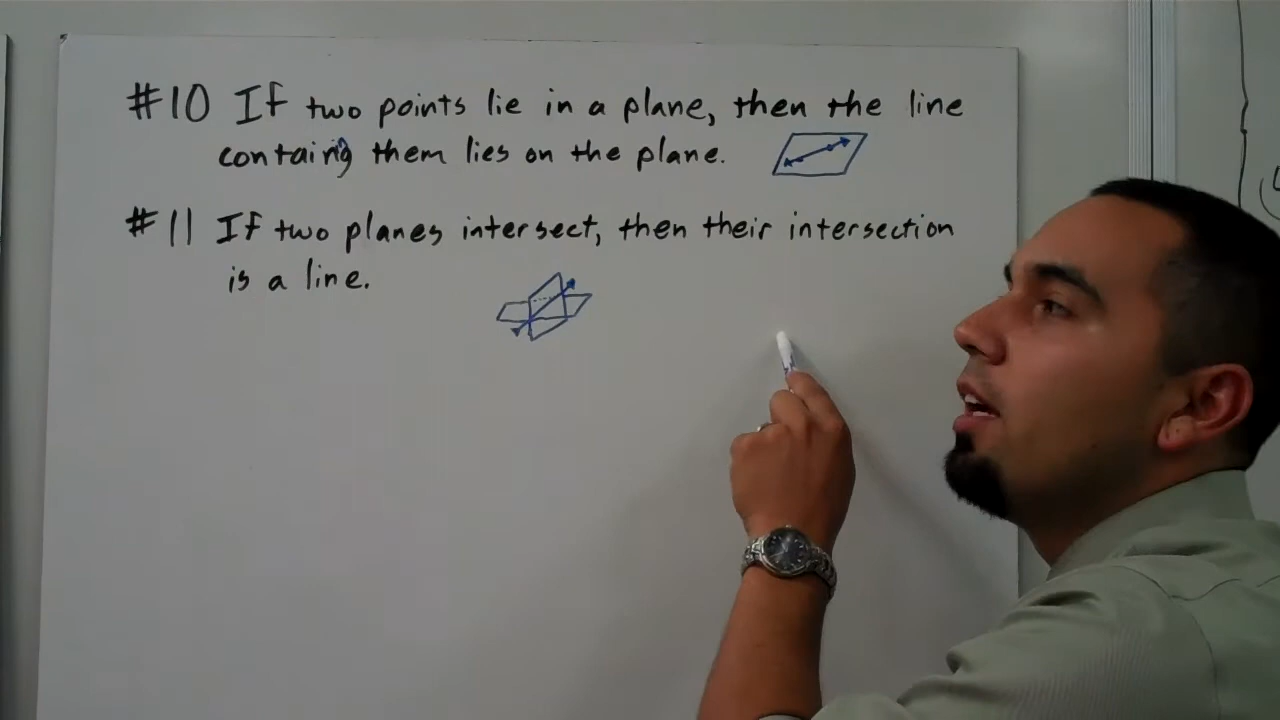 #10 If two points lie in a plane, then the line
containg them lies on the plane.
#11 If two planes intersect, then their intersection
is a line.